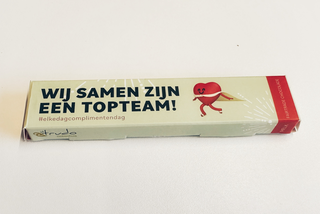 WIJ SAMEN ZIJN
EEN TOPTEAM!
#elkedagcomplimentendag